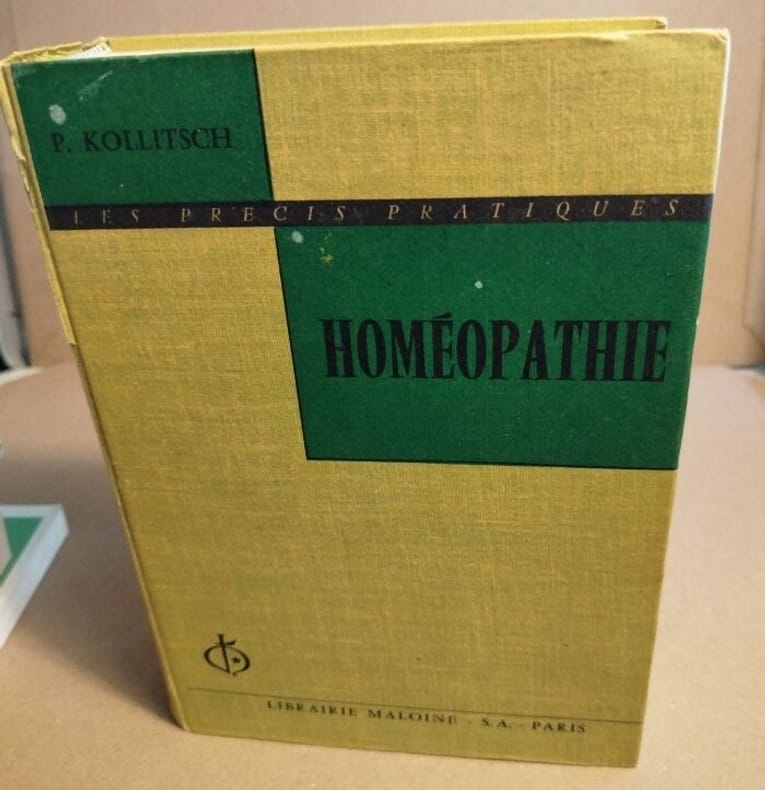 P. KOLLITSCH
LES PRECIS PRATIQUES
HOMÉOPATHIE
LIBRAIRIE MALOINE - S.A. - PARIS